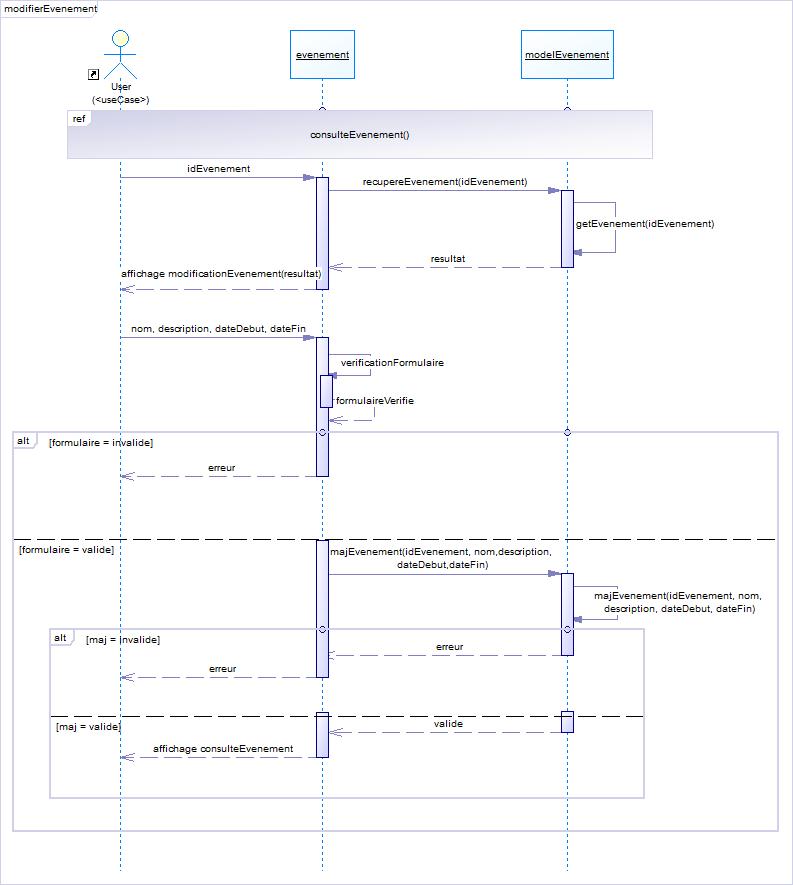 modifierEvenement
User
(<useCase>)
evenement
modelEvenement
ref
consulteEvenement()
idEvenement
recupereEvenement(idEvenement)
getEvenement(idEvenement)
resultat
affichage modificationEvenement(resultat)
nom, description, dateDebut, dateFin
verificationFormulaire
formulaireVerifie
alt
[formulaire = invalide]
erreur
[formulaire = valide]
majEvenement(idEvenement, nom,description,
dateDebut,dateFin)
majEvenement(idEvenement, nom,
description, dateDebut, dateFin)
alt
[maj = invalide]
erreur
erreur
[maj = valide]
valide
affichage consulteEvenement